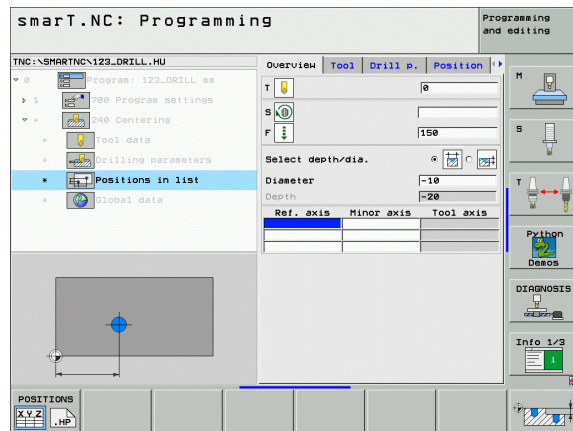 smarT.NC: Programming
Programming
and editing
TNC:\SMARTNC\123_DRILL.HU
0 Program: 123_DRILL mm
1 700 Program settings
* 240 Centering
* Tool data
* Drilling parameters
* Positions in list
* Global data
Overview Tool Drill p. Position
T 0
S
F 150
Select depth/dia.
Diameter -10
Depth -20
Ref. axis Minor axis Tool axis
M
S
T
Python
Demos
DIAGNOSIS
Info 1/3
1
POSITIONS
X,Y,Z .HP